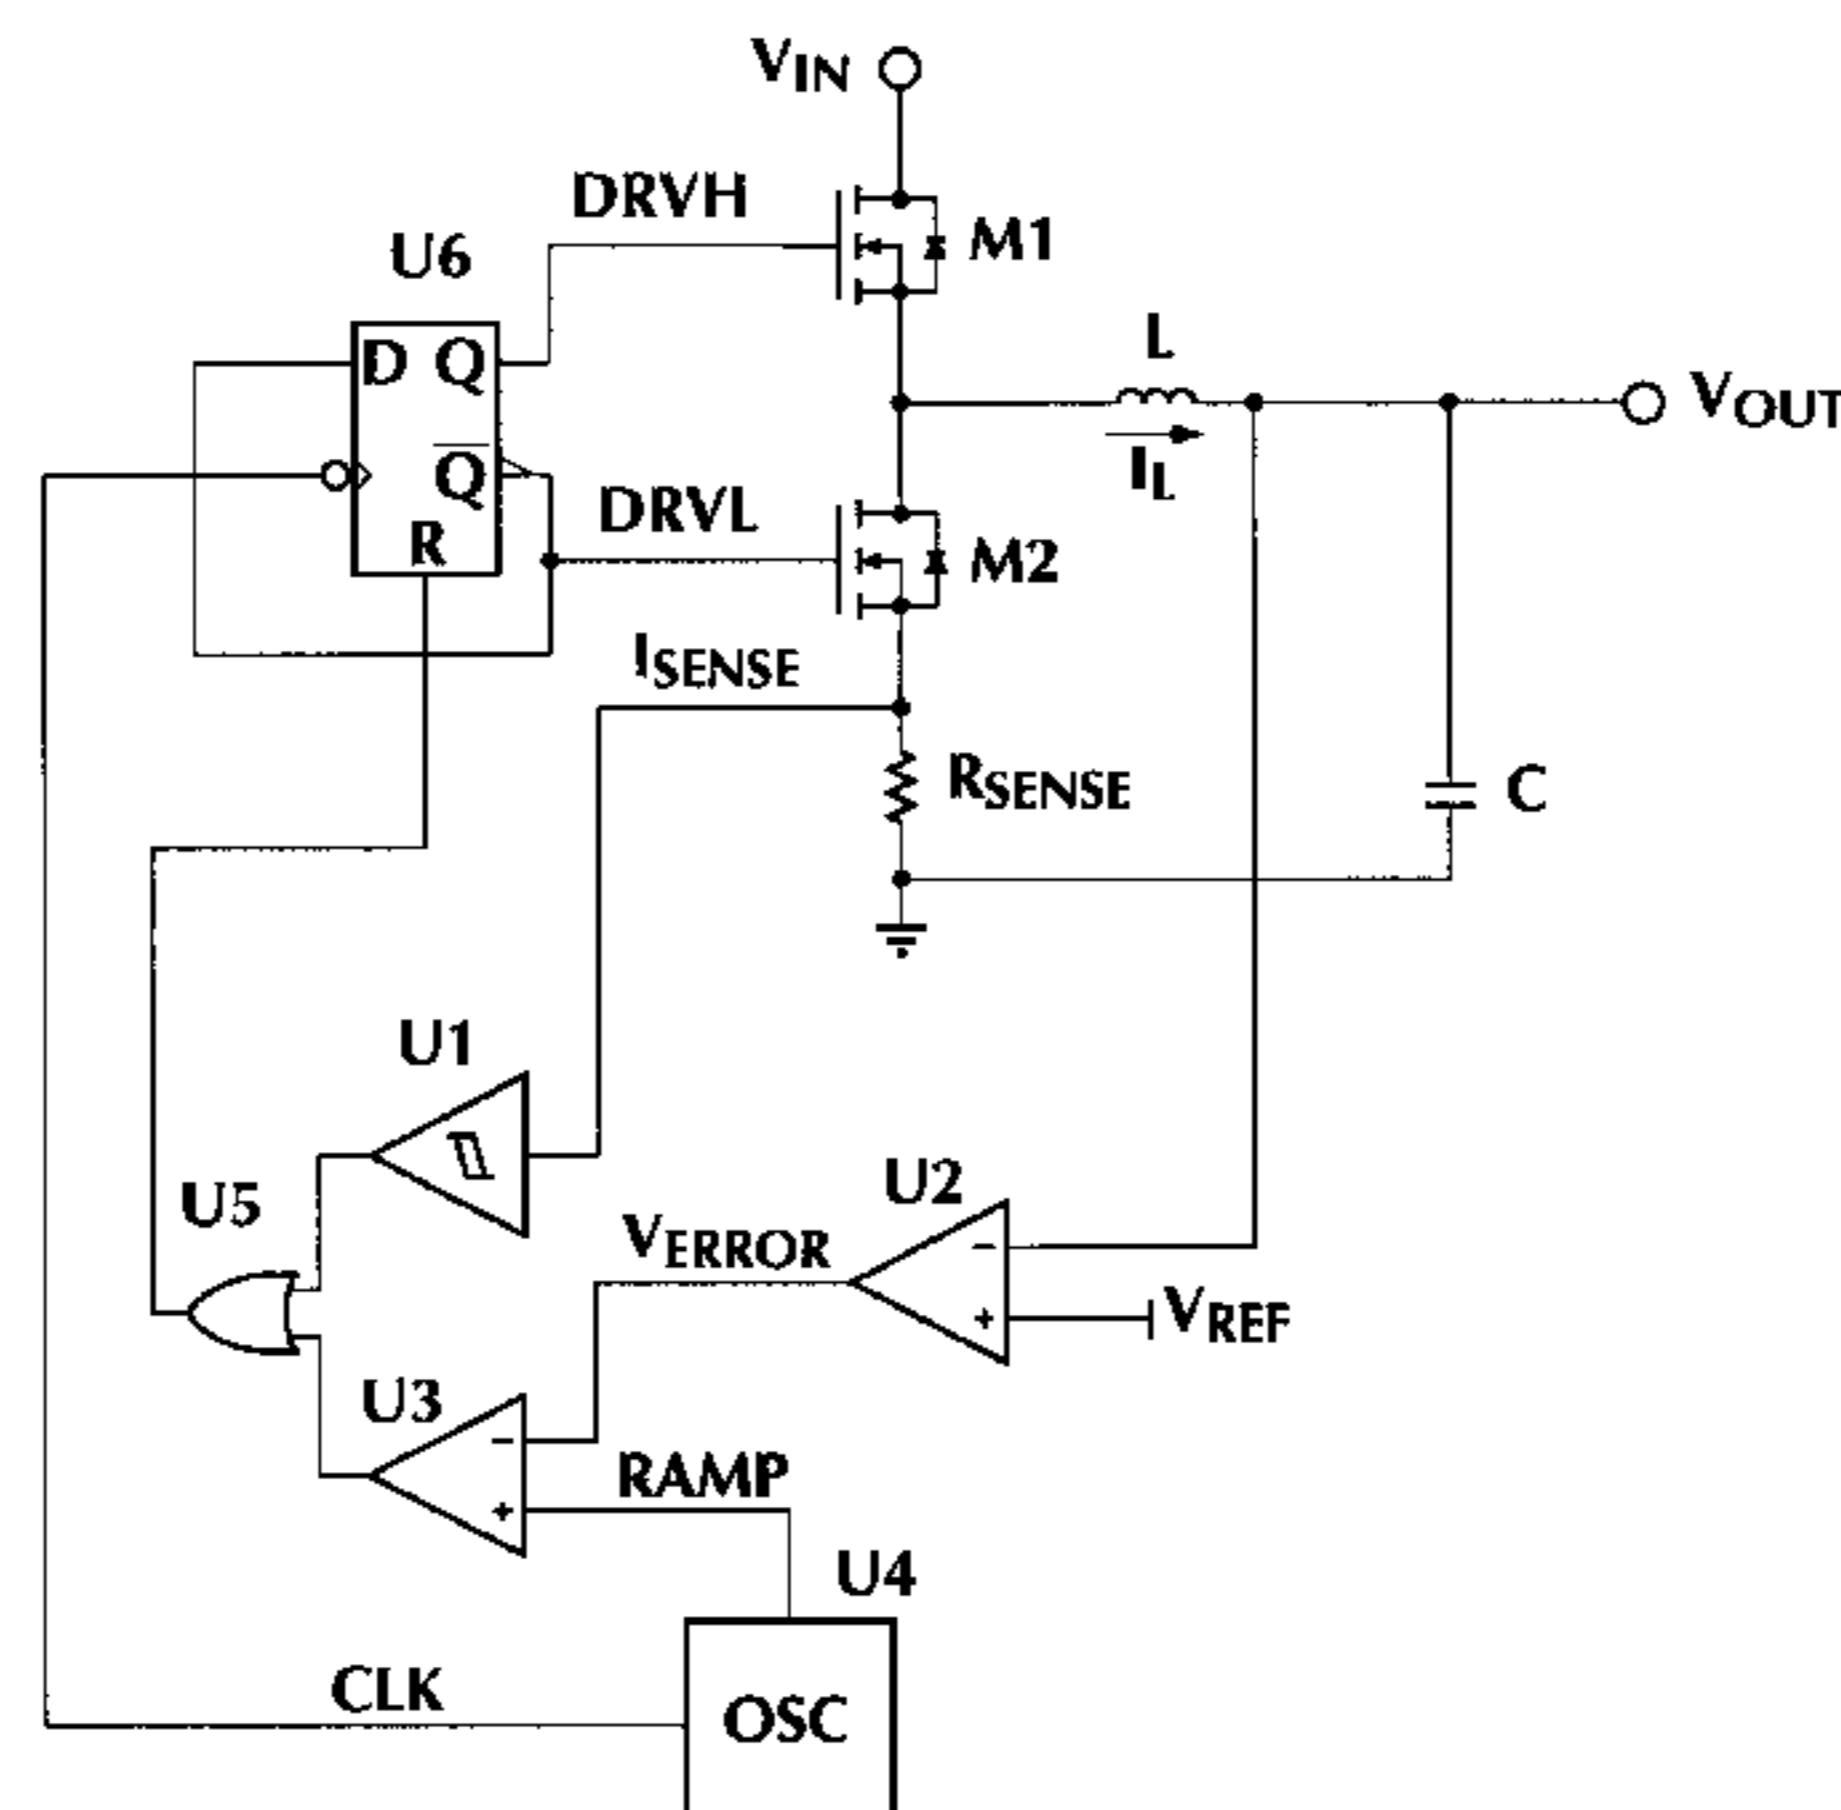 VIN
DRVH
M1
U6
D Q
Q
R
L
VOUT
IL
DRVL
M2
ISENSE
RSENSE
C
U1
U2
U5
VERROR
-
+
VREF
U3
-
RAMP
+
U4
CLK
OSC